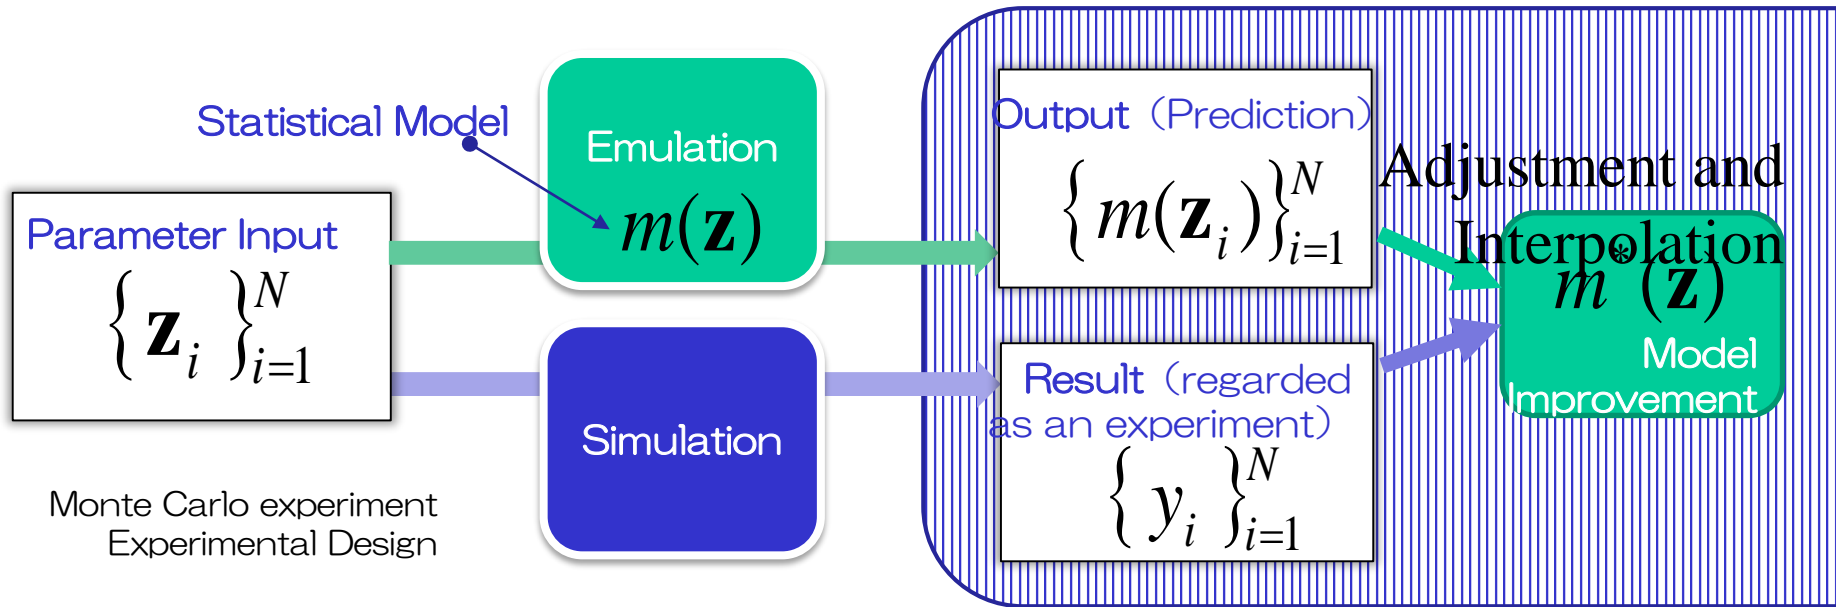 Statistical Model
Parameter Input
{z_i}_{i=1}^N
Monte Carlo experiment
Experimental Design
Emulation
m(z)
Simulation
Output（Prediction）
{m(z_i)}_{i=1}^N
Result（regarded
as an experiment）
{y_i}_{i=1}^N
Adjustment and
Interpolation
m*(z)
Model
Improvement